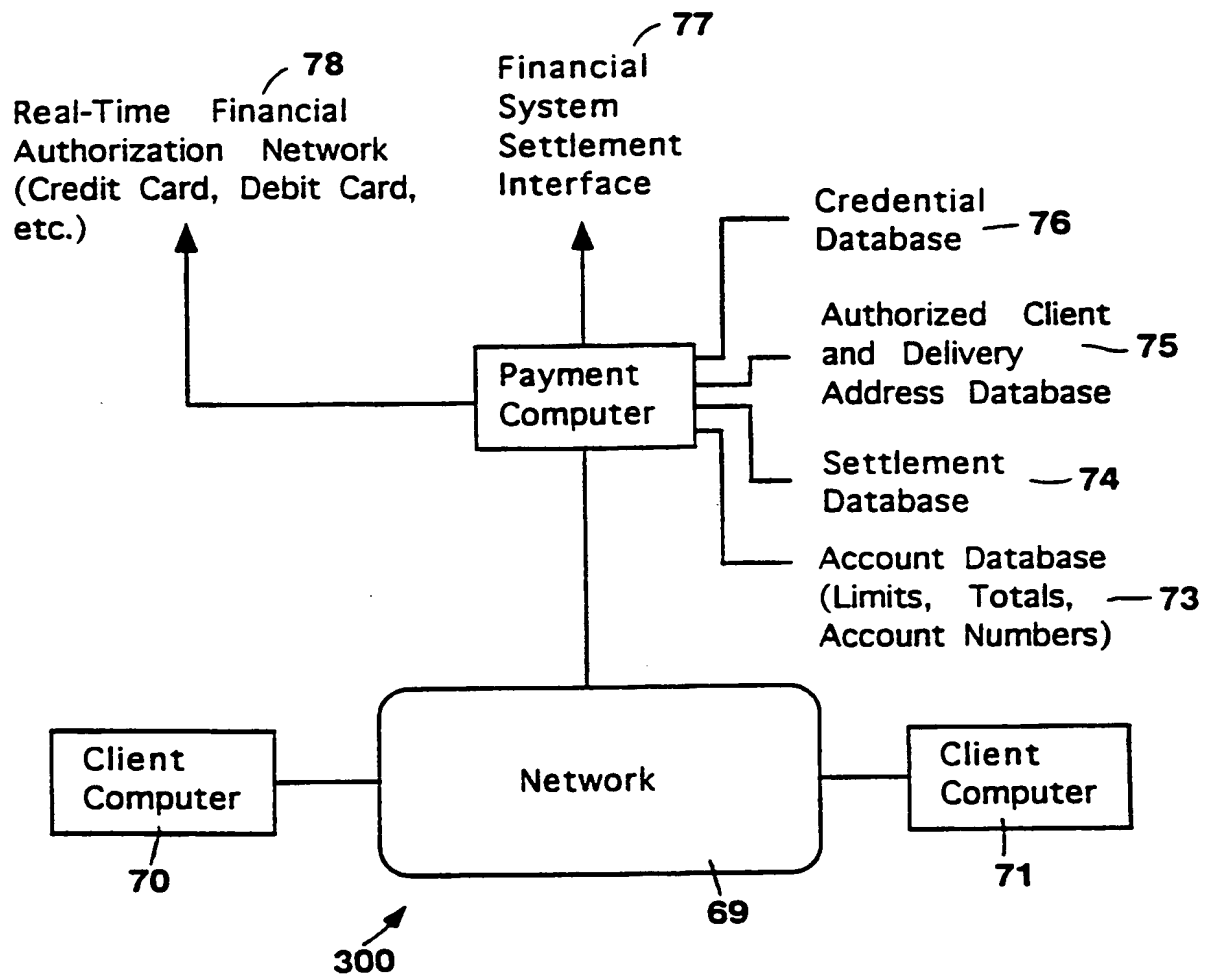 78
Real-Time Financial
Authorization Network
(Credit Card, Debit Card,
etc.)
77
Financial
System
Settlement
Interface
Credential
Database
76
Authorized Client
and Delivery
Address Database
75
Payment
Computer
Settlement
Database
74
Account Database
(Limits, Totals,
Account Numbers)
73
Client
Computer
70
Network
69
Client
Computer
71
300